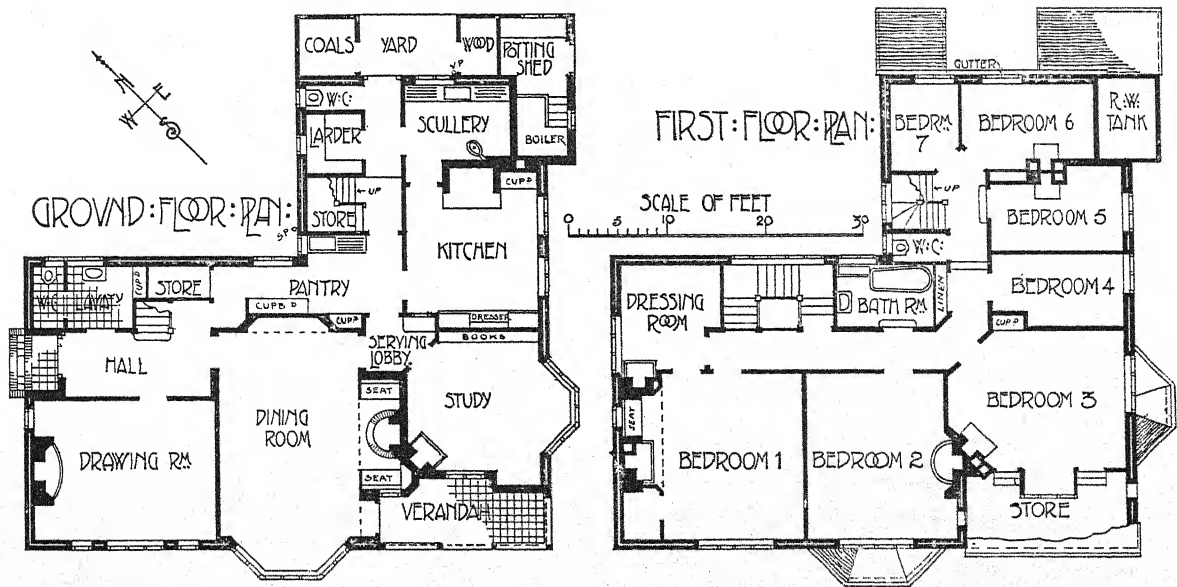 GROVND:FLOOR:PLAN:
N
E
W
S
COALS
YARD
WOOD
POTTING
SHED
V.P
W:C:
LARDER
SCULLERY
BOILER
UP
STORE
S.P
CUPD
KITCHEN
W.C
LAVATY
CUPD
STORE
PANTRY
CUPBD
CUPD
DRESSER
BOOKS
SERVING
LOBBY
HALL
SEAT
DINING
ROOM
STUDY
DRAWING RM
SEAT
VERANDAH
FIRST:FLOOR:PLAN:
SCALE OF FEET
0 5 10 20 30
GUTTER
BEDRM
7
BEDROOM 6
R.W.
TANK
UP
BEDROOM 5
W:C:
DRESSING
ROOM
BATH RM
LINEN
BEDROOM 4
CUPD
SEAT
BEDROOM 1
BEDROOM 2
BEDROOM 3
STORE